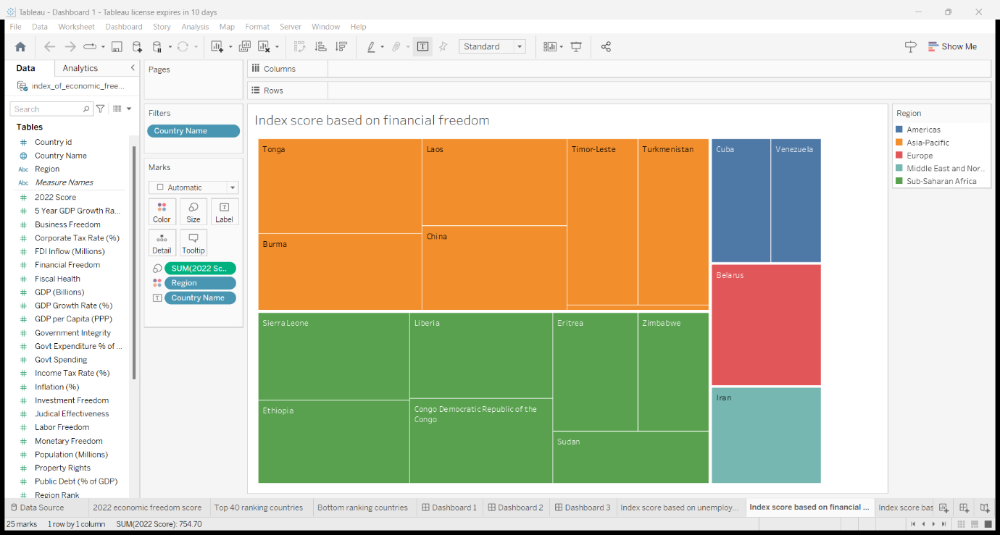 Tableau - Dashboard 1 - Tableau license expires in 10 days
File Data Worksheet Dashboard Story Analysis Map Format Server Window Help
Standard
Show Me
Data Analytics
index_of_economic_free...
Search
Tables
Country id
Country Name
Abc Region
Abc Measure Names
2022 Score
5 Year GDP Growth Ra...
Business Freedom
Corporate Tax Rate (%)
FDI Inflow (Millions)
Financial Freedom
Fiscal Health
GDP (Billions)
GDP Growth Rate (%)
GDP per Capita (PPP)
Government Integrity
Govt Expenditure % of ...
Govt Spending
Income Tax Rate (%)
Inflation (%)
Investment Freedom
Judical Effectiveness
Labor Freedom
Monetary Freedom
Population (Millions)
Property Rights
Public Debt (% of GDP)
Region Rank
Pages
Filters
Country Name
Marks
Automatic
Color Size Label
Detail Tooltip
SUM(2022 Sc..
Region
Country Name
Columns
Rows
Index score based on financial freedom
Tonga
Laos
Timor-Leste
Turkmenistan
Burma
China
Cuba
Venezuela
Belarus
Iran
Sierra Leone
Liberia
Eritrea
Zimbabwe
Ethiopia
Congo Democratic Republic of the
Congo
Sudan
Region
Americas
Asia-Pacific
Europe
Middle East and Nor..
Sub-Saharan Africa
Data Source 2022 economic freedom score Top 40 ranking countries Bottom ranking countries Dashboard 1 Dashboard 2 Dashboard 3 Index score based on unemploy... Index score based on financial ... Index score bas
25 marks 1 row by 1 column SUM(2022 Score): 754.70